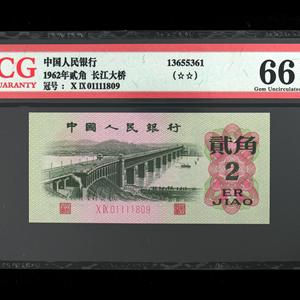 CG
GUARANTY
中国人民银行
1962年贰角 长江大桥
冠号：X IX 01111809
13655361
(☆☆)
66
Gem Uncirculated
中國人民銀行
貳角
2
ER
JIAO
X IX 01111809